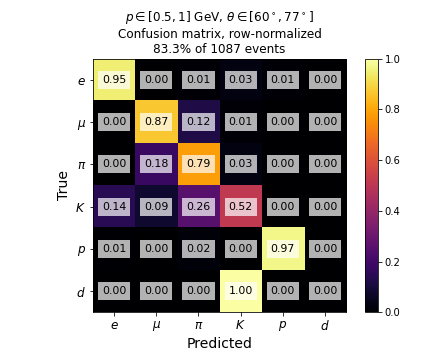 p ∈ [0.5, 1] GeV, θ ∈ [60°, 77°]
Confusion matrix, row-normalized
83.3% of 1087 events
True
e 0.95 0.00 0.01 0.03 0.01 0.00
μ 0.00 0.87 0.12 0.01 0.00 0.00
π 0.00 0.18 0.79 0.03 0.00 0.00
K 0.14 0.09 0.26 0.52 0.00 0.00
p 0.01 0.00 0.02 0.00 0.97 0.00
d 0.00 0.00 0.00 1.00 0.00 0.00
e μ π K p d
Predicted
1.0
0.8
0.6
0.4
0.2
0.0